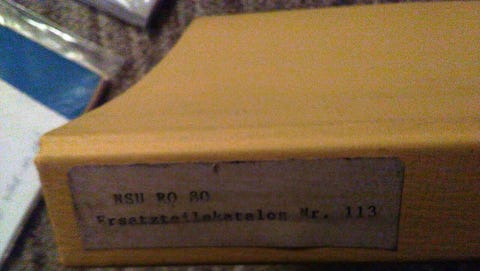 NSU RO 80
Ersatzteilekatalog Nr. 113